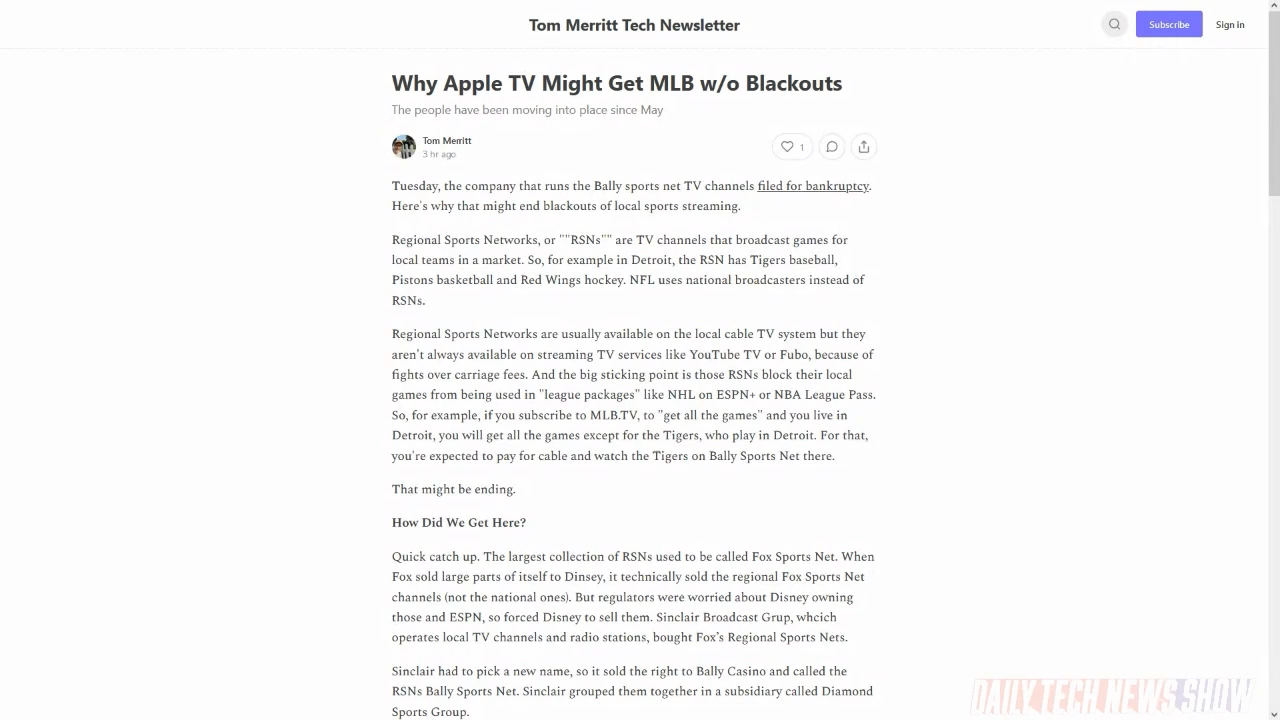 Tom Merritt Tech Newsletter
Subscribe
Sign in
Why Apple TV Might Get MLB w/o Blackouts
The people have been moving into place since May
Tom Merritt
3 hr ago
1
Tuesday, the company that runs the Bally sports net TV channels filed for bankruptcy.
Here's why that might end blackouts of local sports streaming.
Regional Sports Networks, or ""RSNs"" are TV channels that broadcast games for
local teams in a market. So, for example in Detroit, the RSN has Tigers baseball,
Pistons basketball and Red Wings hockey. NFL uses national broadcasters instead of
RSNs.
Regional Sports Networks are usually available on the local cable TV system but they
aren't always available on streaming TV services like YouTube TV or Fubo, because of
fights over carriage fees. And the big sticking point is those RSNs block their local
games from being used in "league packages" like NHL on ESPN+ or NBA League Pass.
So, for example, if you subscribe to MLB.TV, to "get all the games" and you live in
Detroit, you will get all the games except for the Tigers, who play in Detroit. For that,
you're expected to pay for cable and watch the Tigers on Bally Sports Net there.
That might be ending.
How Did We Get Here?
Quick catch up. The largest collection of RSNs used to be called Fox Sports Net. When
Fox sold large parts of itself to Dinsey, it technically sold the regional Fox Sports Net
channels (not the national ones). But regulators were worried about Disney owning
those and ESPN, so forced Disney to sell them. Sinclair Broadcast Grup, whcich
operates local TV channels and radio stations, bought Fox's Regional Sports Nets.
Sinclair had to pick a new name, so it sold the right to Bally Casino and called the
RSNs Bally Sports Net. Sinclair grouped them together in a subsidiary called Diamond
Sports Group.
DAILY TECH NEWS SHOW